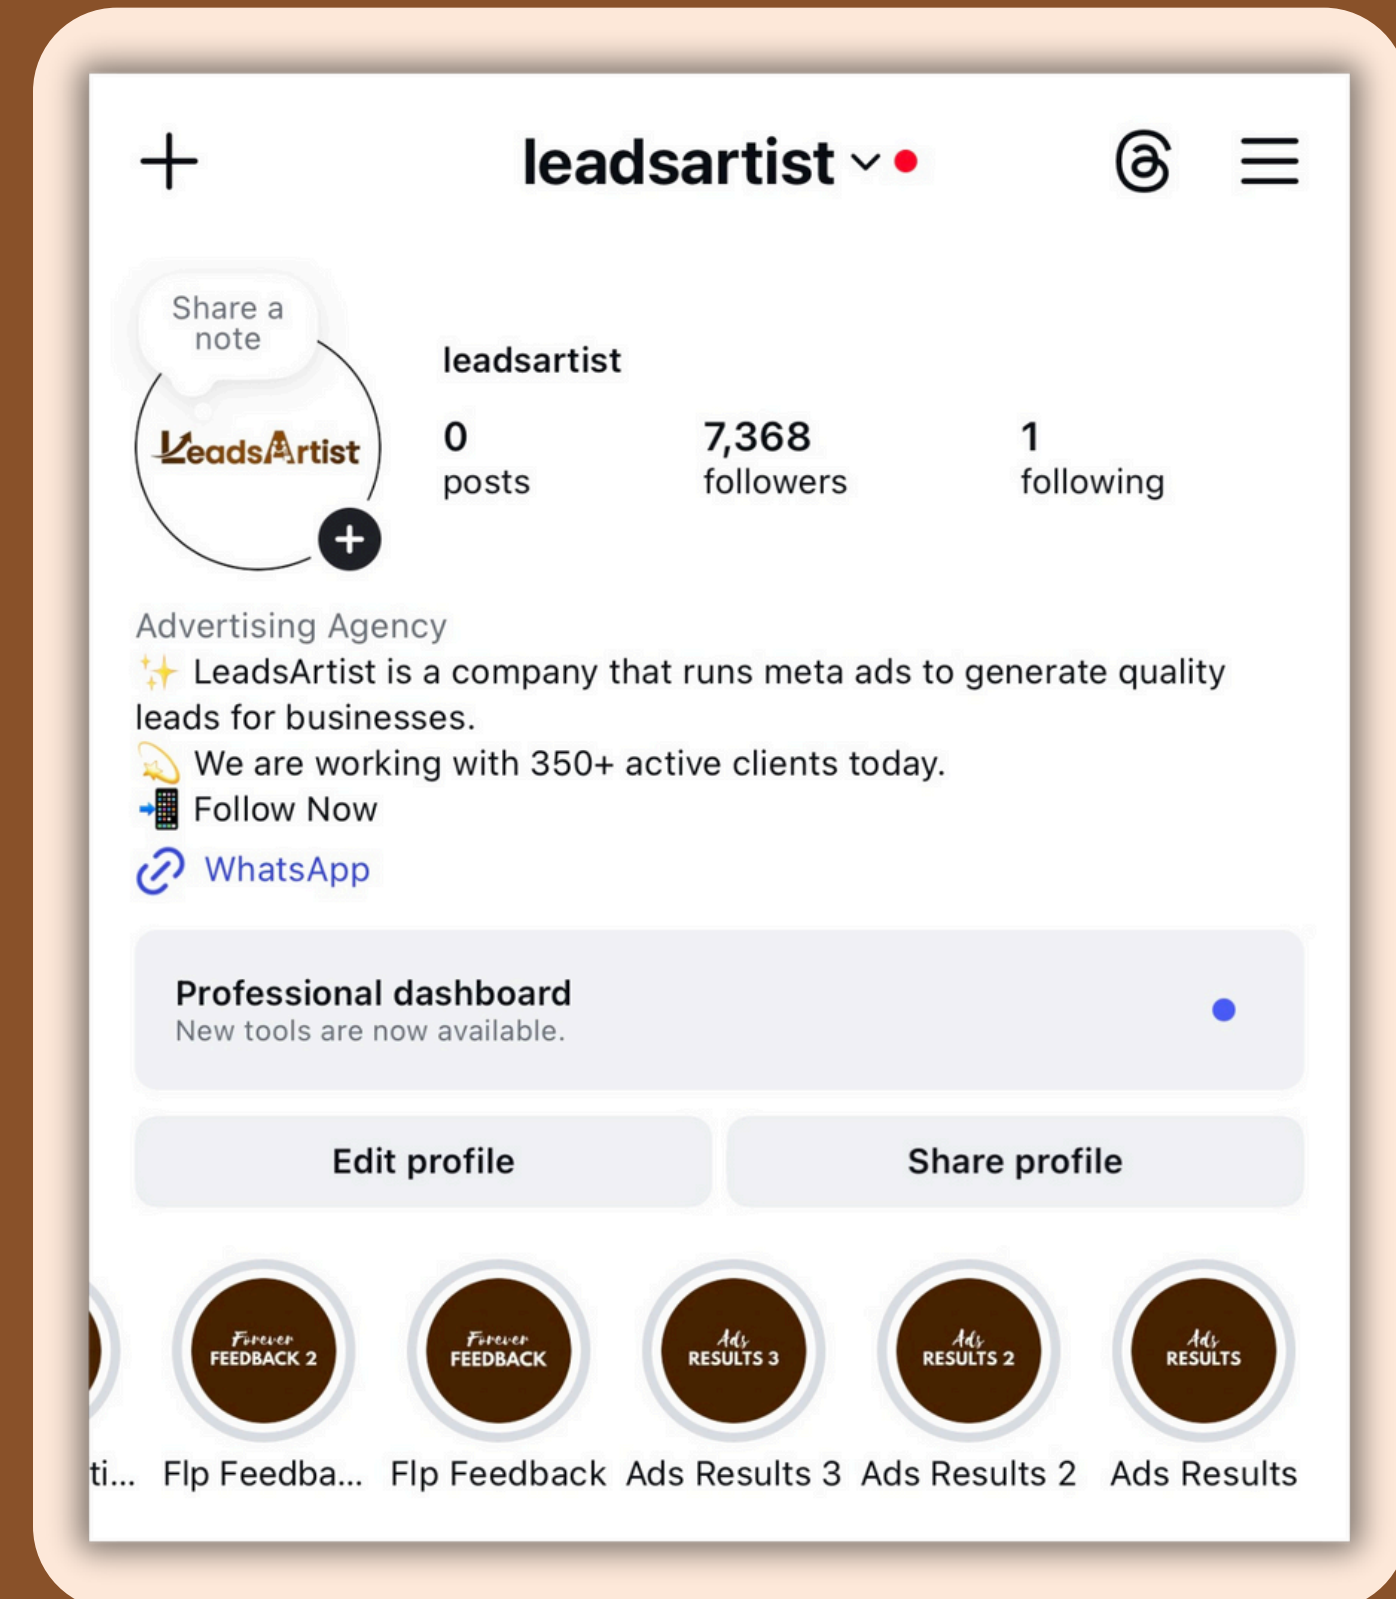 leadsartist
Share a
note
LeadsArtist
leadsartist
0 7,368 1
posts followers following
Advertising Agency
✨ LeadsArtist is a company that runs meta ads to generate quality
leads for businesses.
💫 We are working with 350+ active clients today.
📲 Follow Now
WhatsApp
Professional dashboard
New tools are now available.
Edit profile Share profile
Forever Forever Ads Ads Ads
FEEDBACK 2 FEEDBACK RESULTS 3 RESULTS 2 RESULTS
ti... Flp Feedba... Flp Feedback Ads Results 3 Ads Results 2 Ads Results